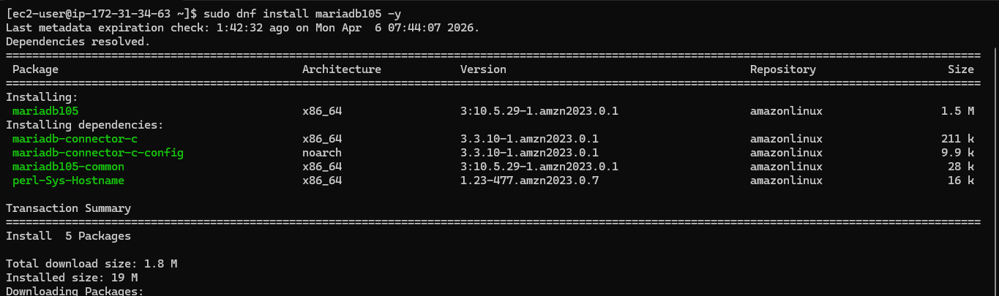 [ec2-user@ip-172-31-34-63 ~]$ sudo dnf install mariadb105 -y
Last metadata expiration check: 1:42:32 ago on Mon Apr  6 07:44:07 2026.
Dependencies resolved.
====================================================================================================================================================
Package Architecture Version Repository Size
====================================================================================================================================================
Installing:
mariadb105 x86_64 3:10.5.29-1.amzn2023.0.1 amazonlinux 1.5 M
Installing dependencies:
mariadb-connector-c x86_64 3.3.10-1.amzn2023.0.1 amazonlinux 211 k
mariadb-connector-c-config noarch 3.3.10-1.amzn2023.0.1 amazonlinux 9.9 k
mariadb105-common x86_64 3:10.5.29-1.amzn2023.0.1 amazonlinux 28 k
perl-Sys-Hostname x86_64 1.23-477.amzn2023.0.7 amazonlinux 16 k
Transaction Summary
====================================================================================================================================================
Install  5 Packages
Total download size: 1.8 M
Installed size: 19 M
Downloading Packages: